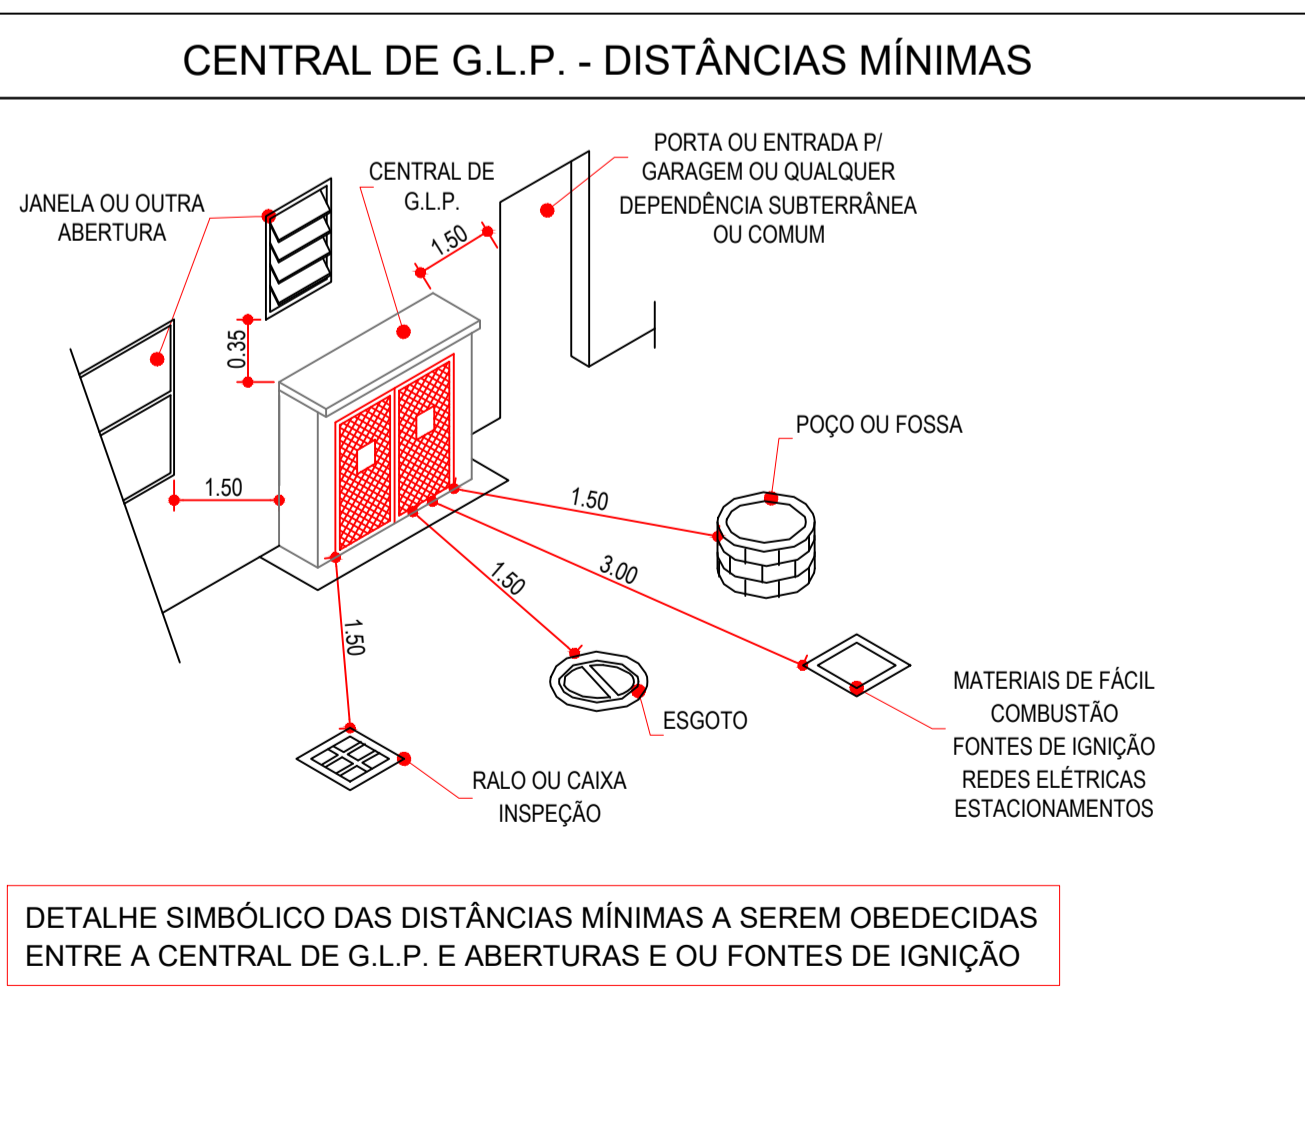 CENTRAL DE G.L.P. - DISTÂNCIAS MÍNIMAS
PORTA OU ENTRADA P/
GARAGEM OU QUALQUER
DEPENDÊNCIA SUBTERRÂNEA
OU COMUM
CENTRAL DE
G.L.P.
JANELA OU OUTRA
ABERTURA
1.50
0.35
1.50
POÇO OU FOSSA
1.50
3.00
1.50
1.50
ESGOTO
RALO OU CAIXA
INSPEÇÃO
MATERIAIS DE FÁCIL
COMBUSTÃO
FONTES DE IGNIÇÃO
REDES ELÉTRICAS
ESTACIONAMENTOS
DETALHE SIMBÓLICO DAS DISTÂNCIAS MÍNIMAS A SEREM OBEDECIDAS
ENTRE A CENTRAL DE G.L.P. E ABERTURAS E OU FONTES DE IGNIÇÃO